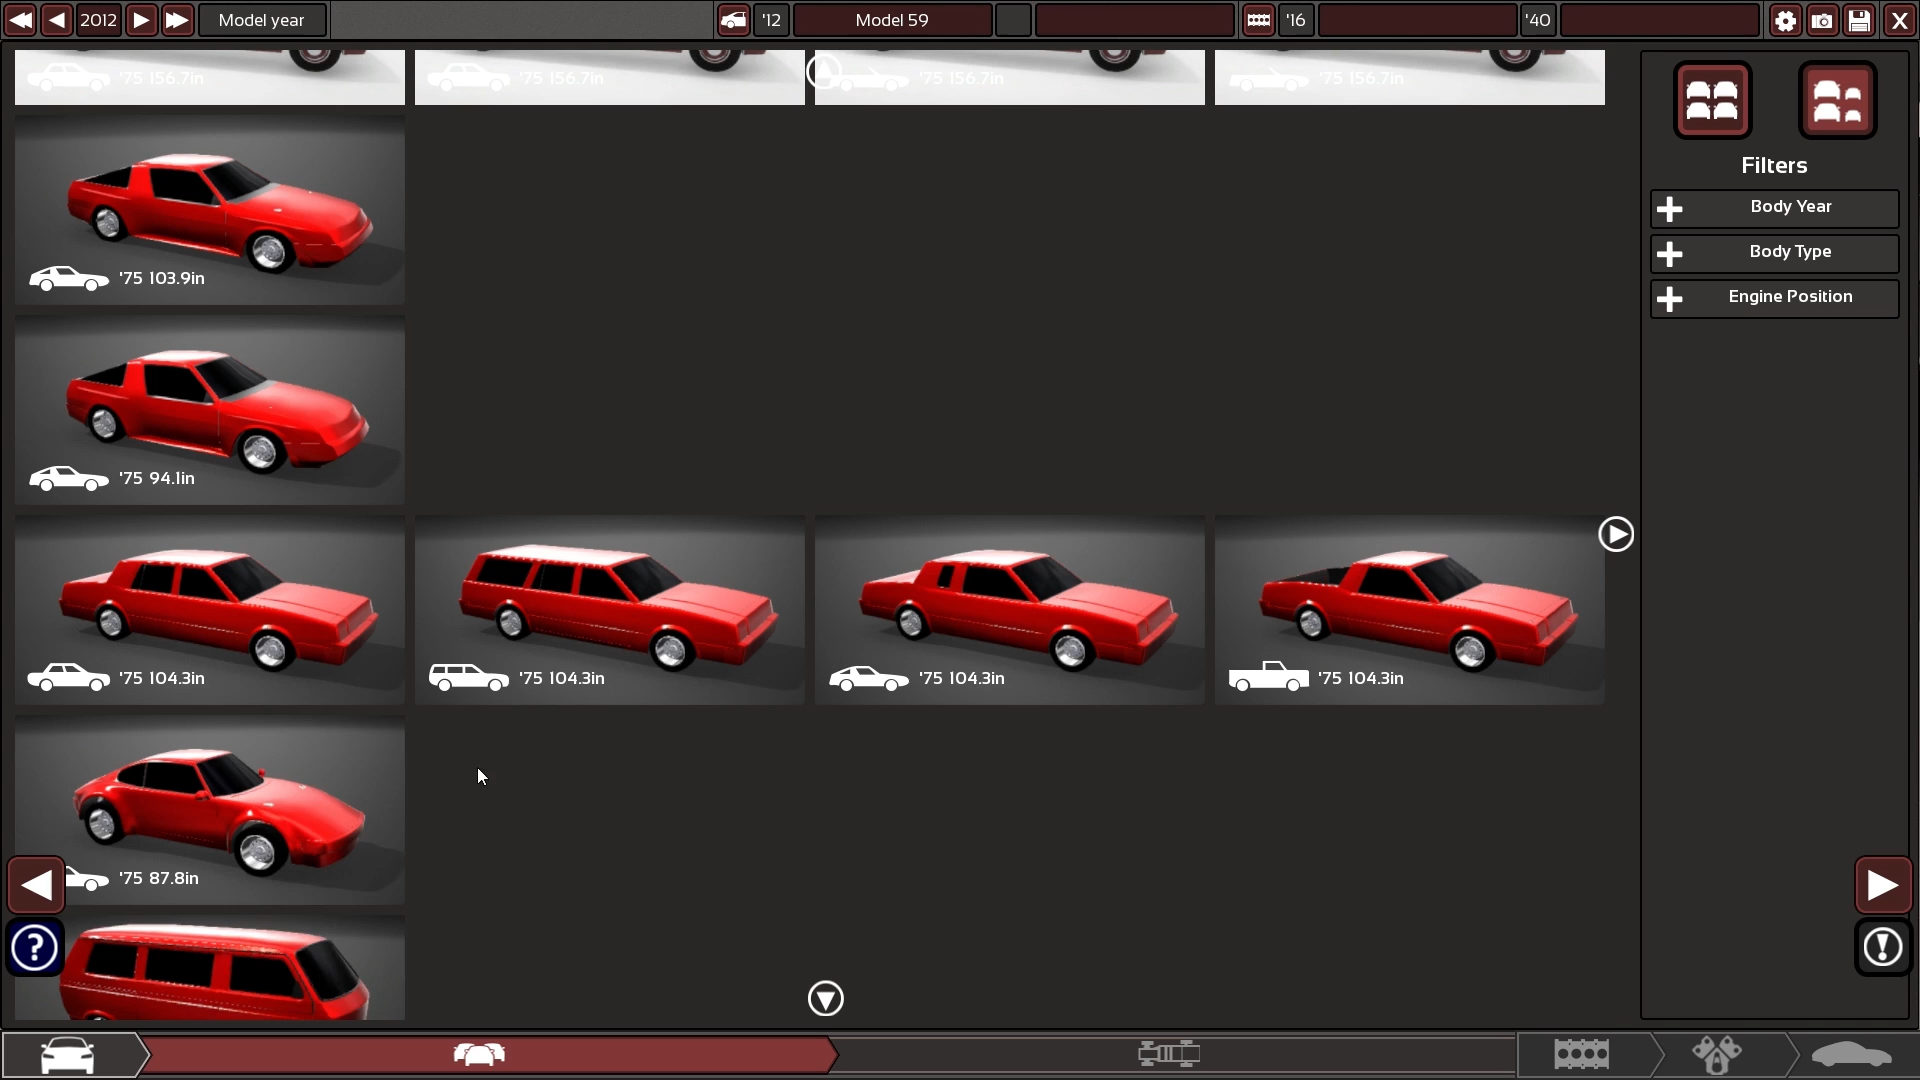 2012
Model year
'12
Model 59
'16
'40
'75 156.7in
'75 156.7in
'75 156.7in
'75 156.7in
Filters
Body Year
Body Type
Engine Position
'75 103.9in
'75 94.1in
'75 104.3in
'75 104.3in
'75 104.3in
'75 104.3in
'75 87.8in